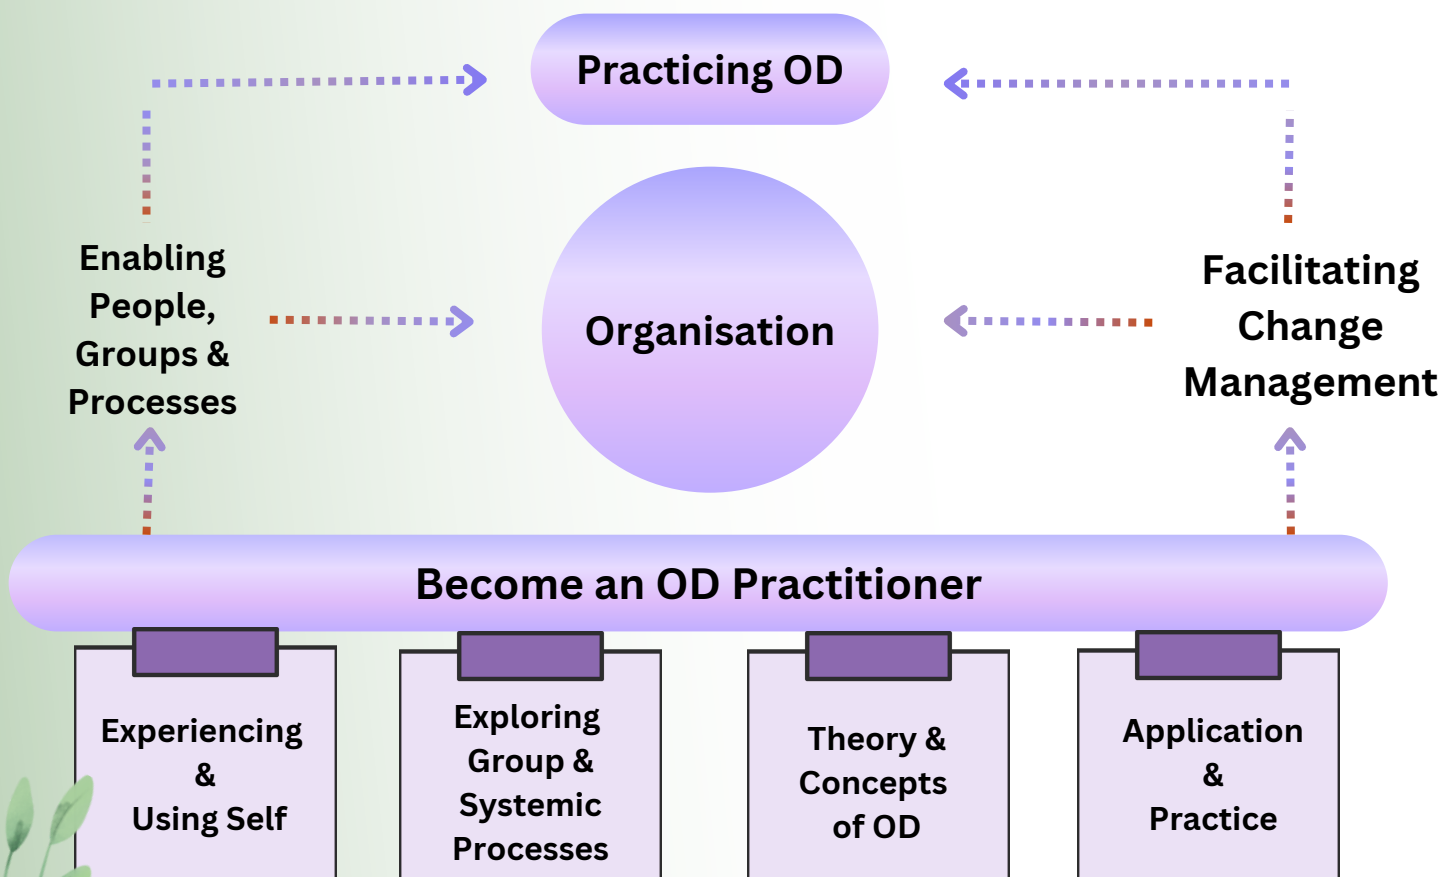 Practicing OD
Enabling
People,
Groups &
Processes
Organisation
Facilitating
Change
Management
Become an OD Practitioner
Experiencing
&
Using Self
Exploring
Group &
Systemic
Processes
Theory &
Concepts
of OD
Application
&
Practice